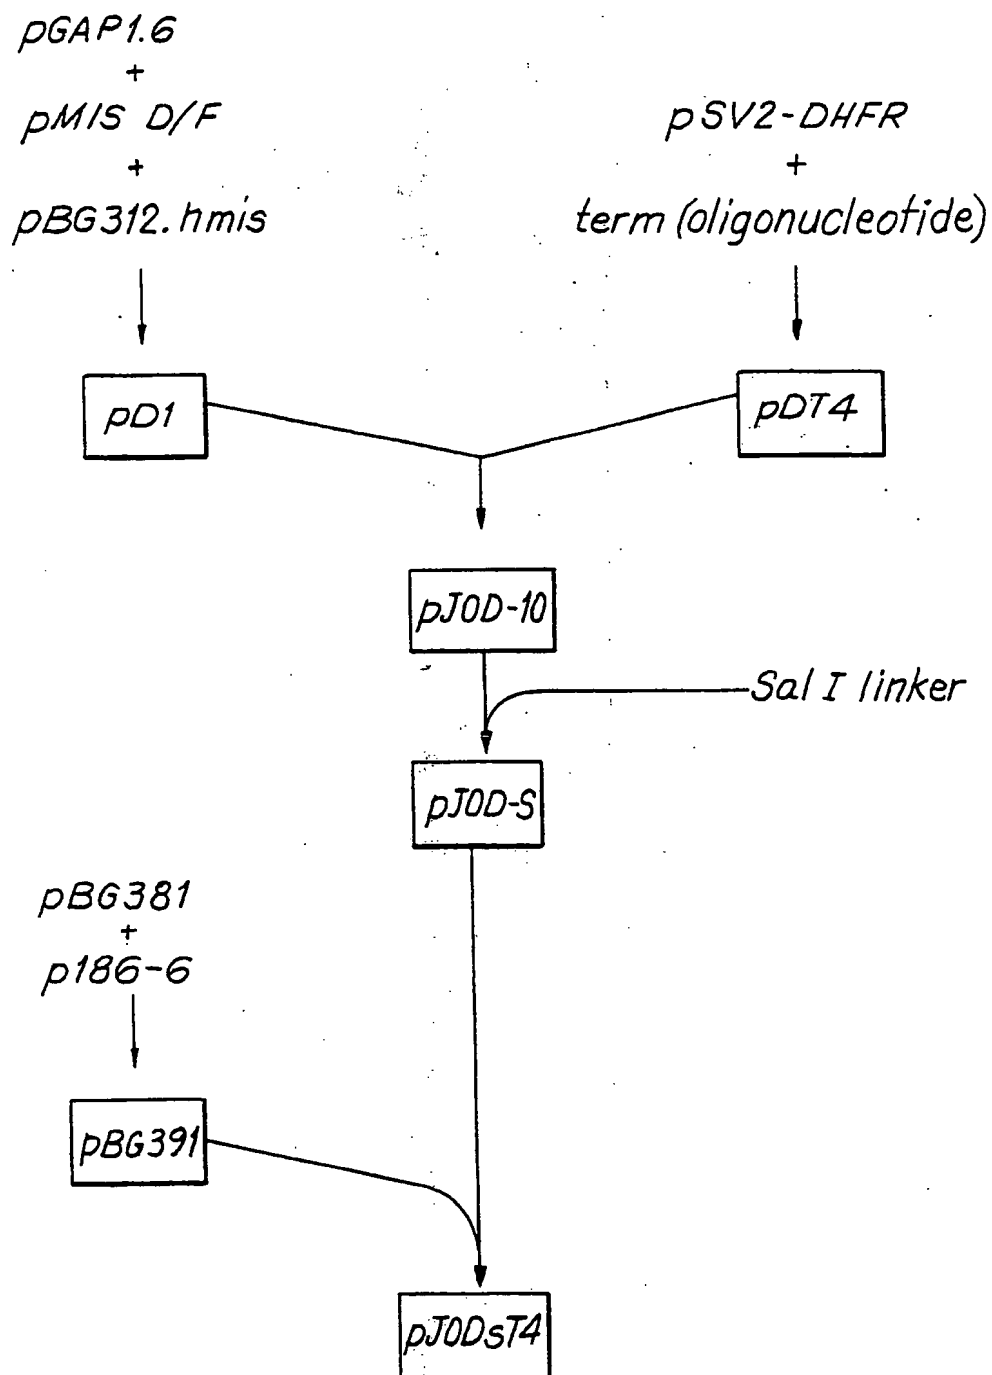 pGAP1.6
+
pMIS D/F
+
pBG312.hmis
pSV2-DHFR
+
term (oligonucleotide)
pD1
pDT4
pJOD-10
Sal I linker
pJOD-S
pBG381
+
p186-6
pBG391
pJODsT4